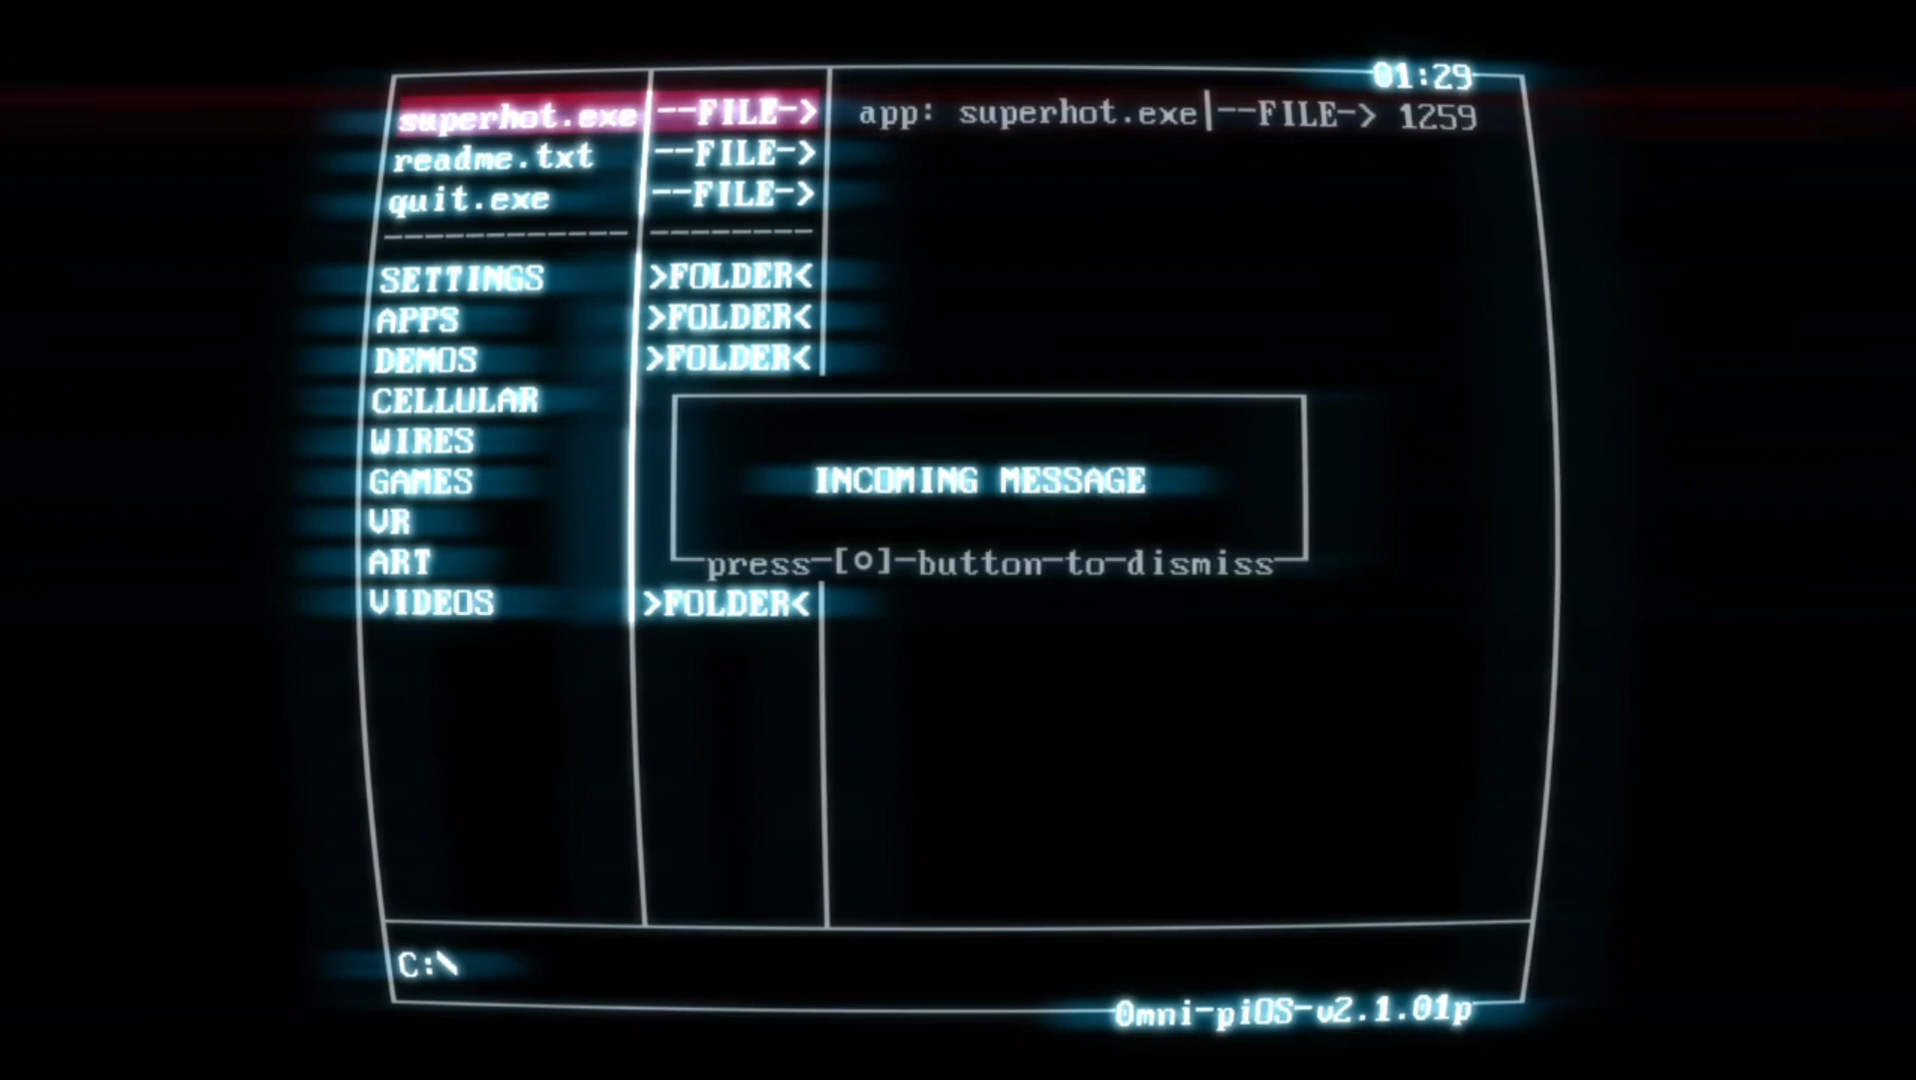 01:29
superhot.exe --FILE-> app: superhot.exe|--FILE-> 1259
readme.txt --FILE->
quit.exe --FILE->
SETTINGS >FOLDER<
APPS >FOLDER<
DEMOS >FOLDER<
CELLULAR
WIRES
GAMES
VR
ART
VIDEOS >FOLDER<
INCOMING MESSAGE
press-[O]-button-to-dismiss
C:\
Omni-piOS-v2.1.01p